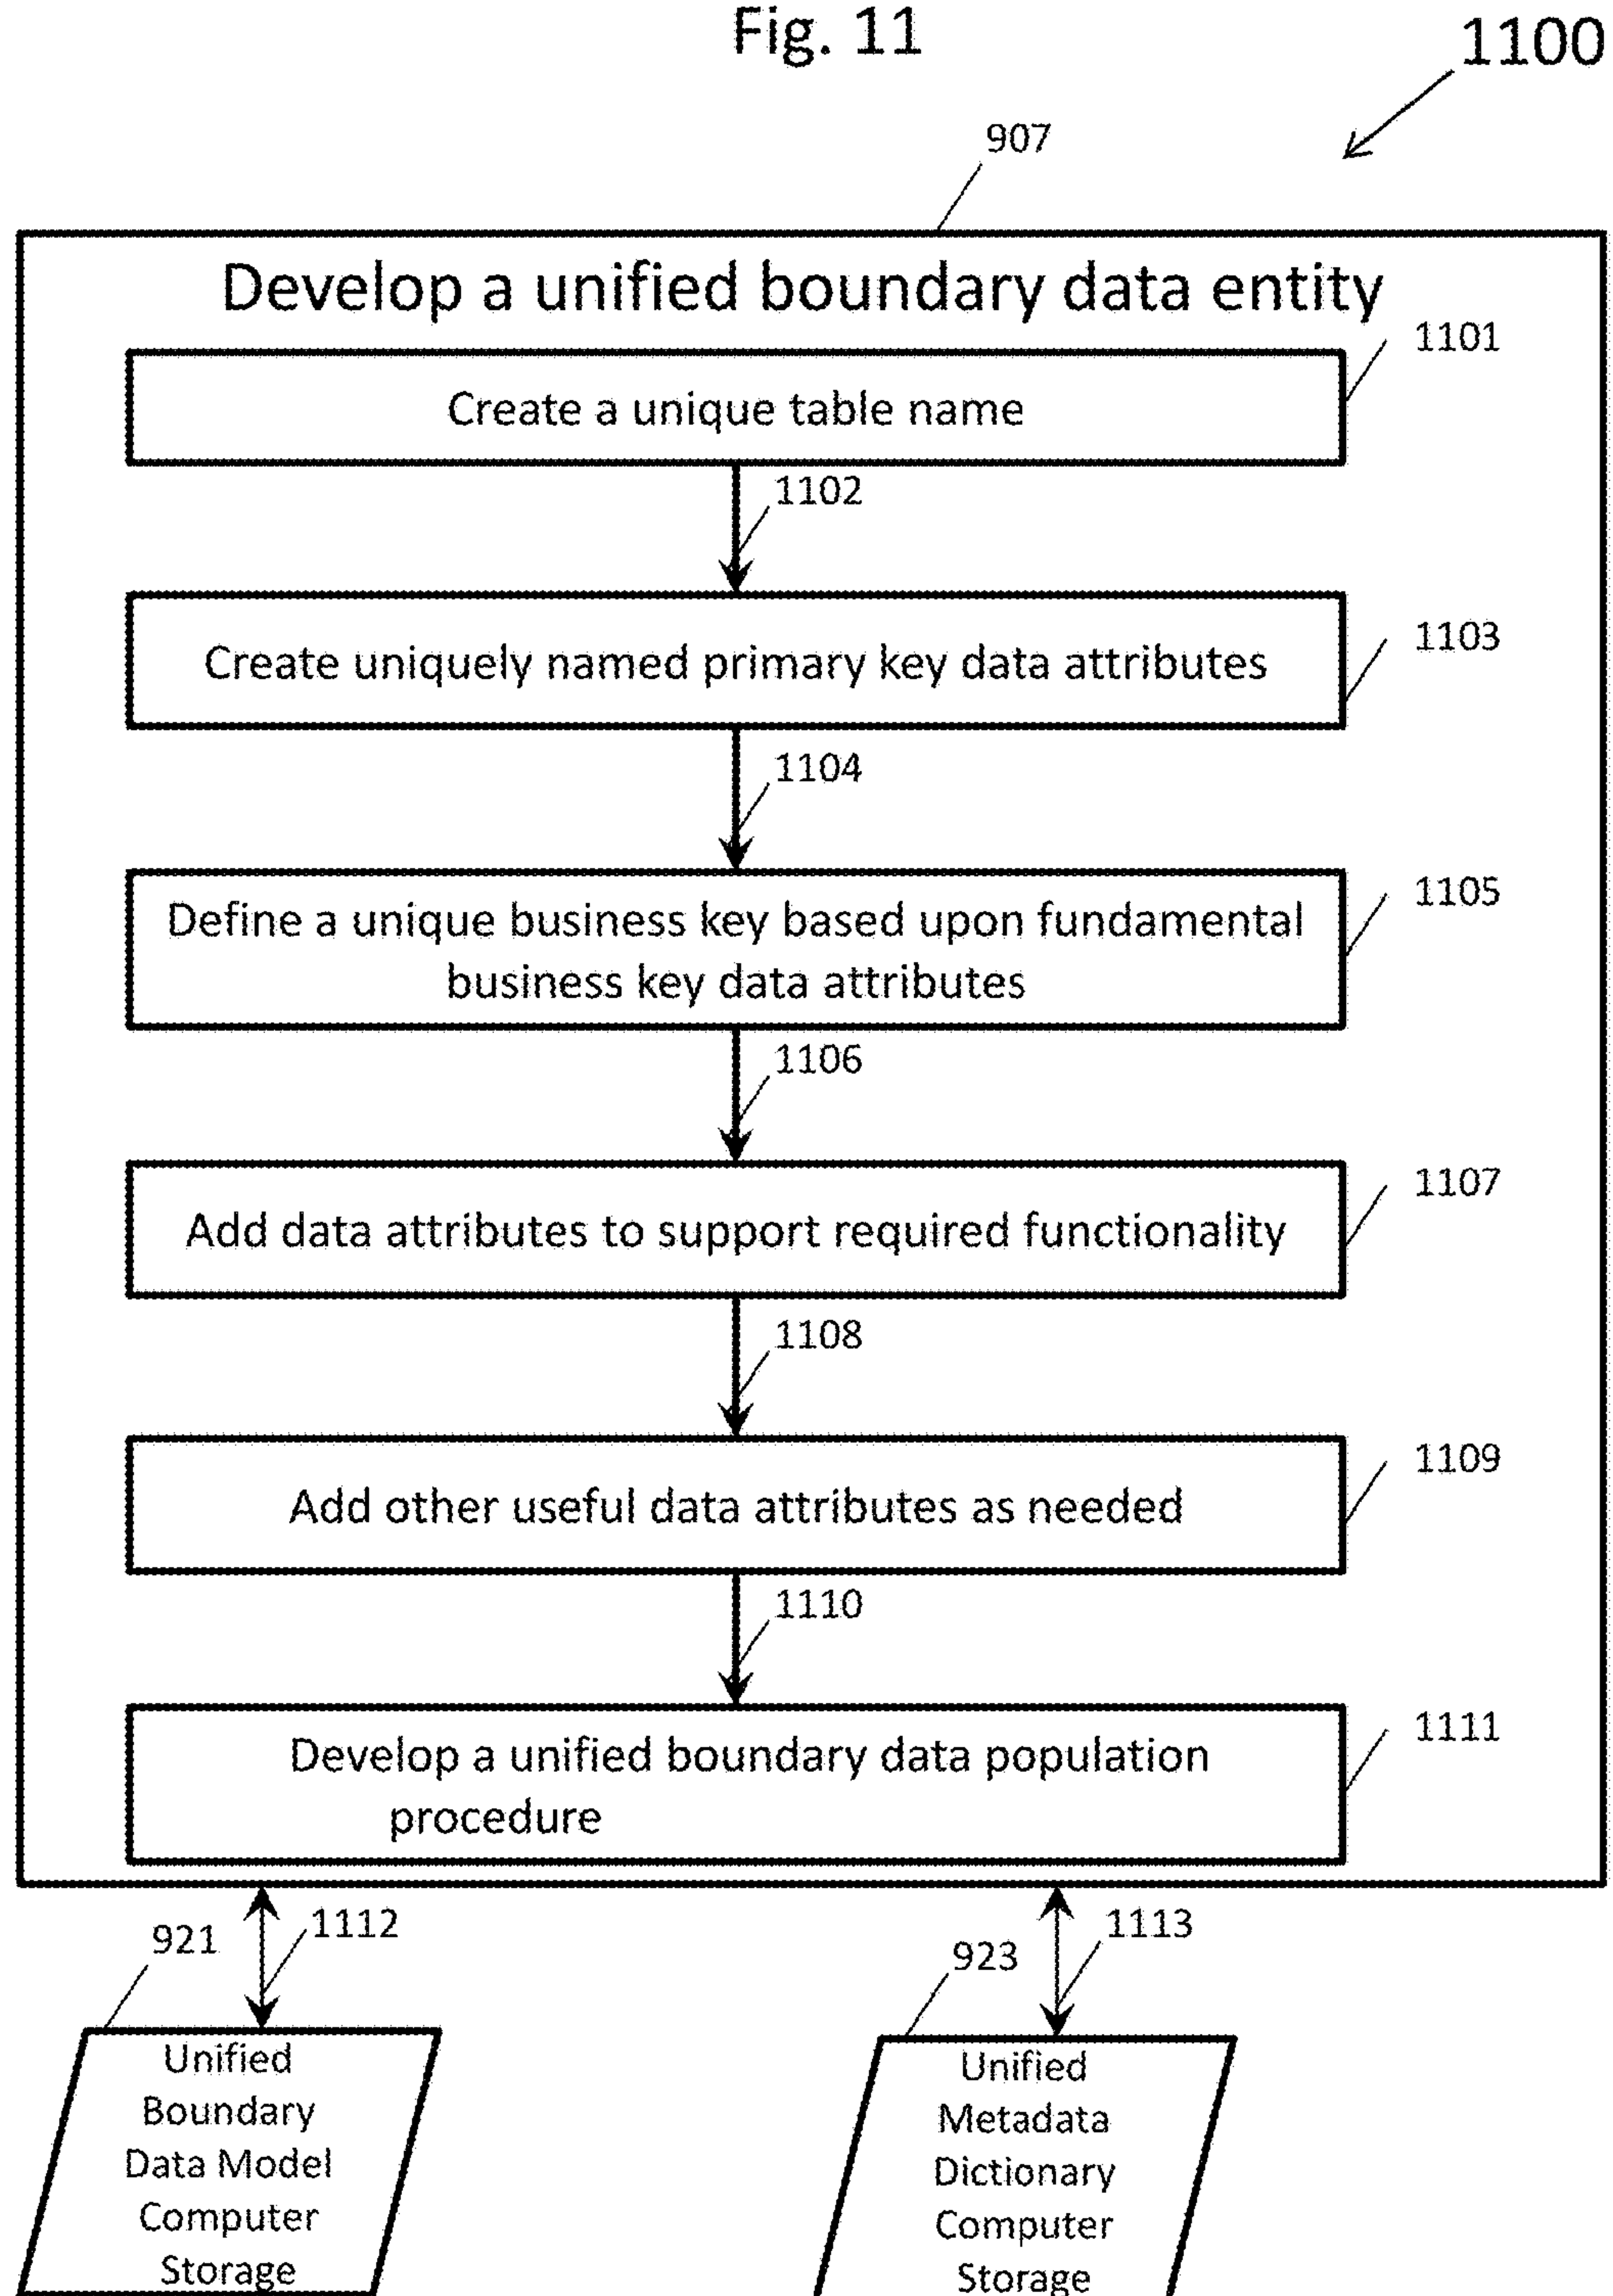 Fig. 11
1100
907
Develop a unified boundary data entity
1101
Create a unique table name
1102
Create uniquely named primary key data attributes
1103
1104
Define a unique business key based upon fundamental
business key data attributes
1105
1106
Add data attributes to support required functionality
1107
1108
Add other useful data attributes as needed
1109
1110
Develop a unified boundary data population
procedure
1111
921
1112
923
1113
Unified
Boundary
Data Model
Computer
Storage
Unified
Metadata
Dictionary
Computer
Storage